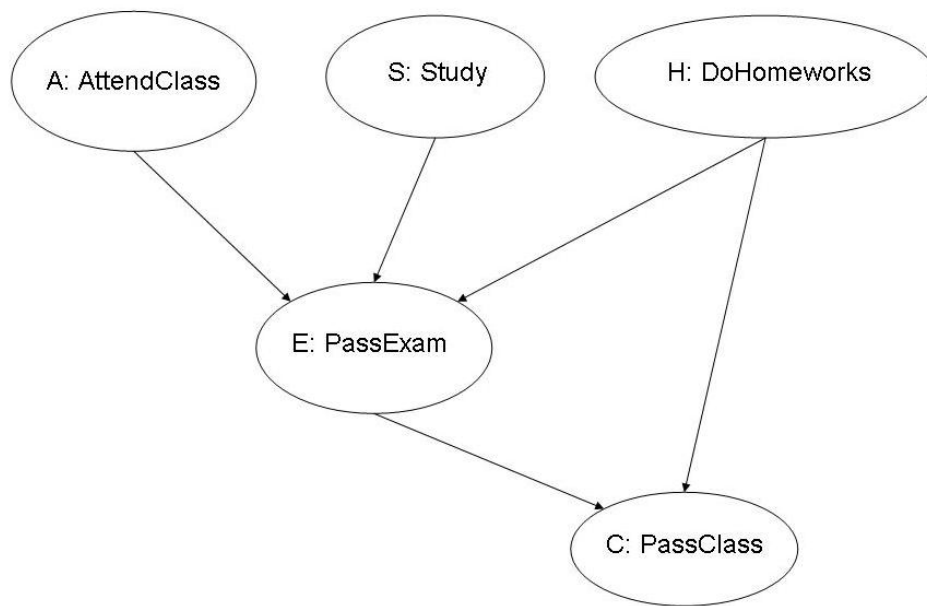 A: AttendClass
S: Study
H: DoHomeworks
E: PassExam
C: PassClass